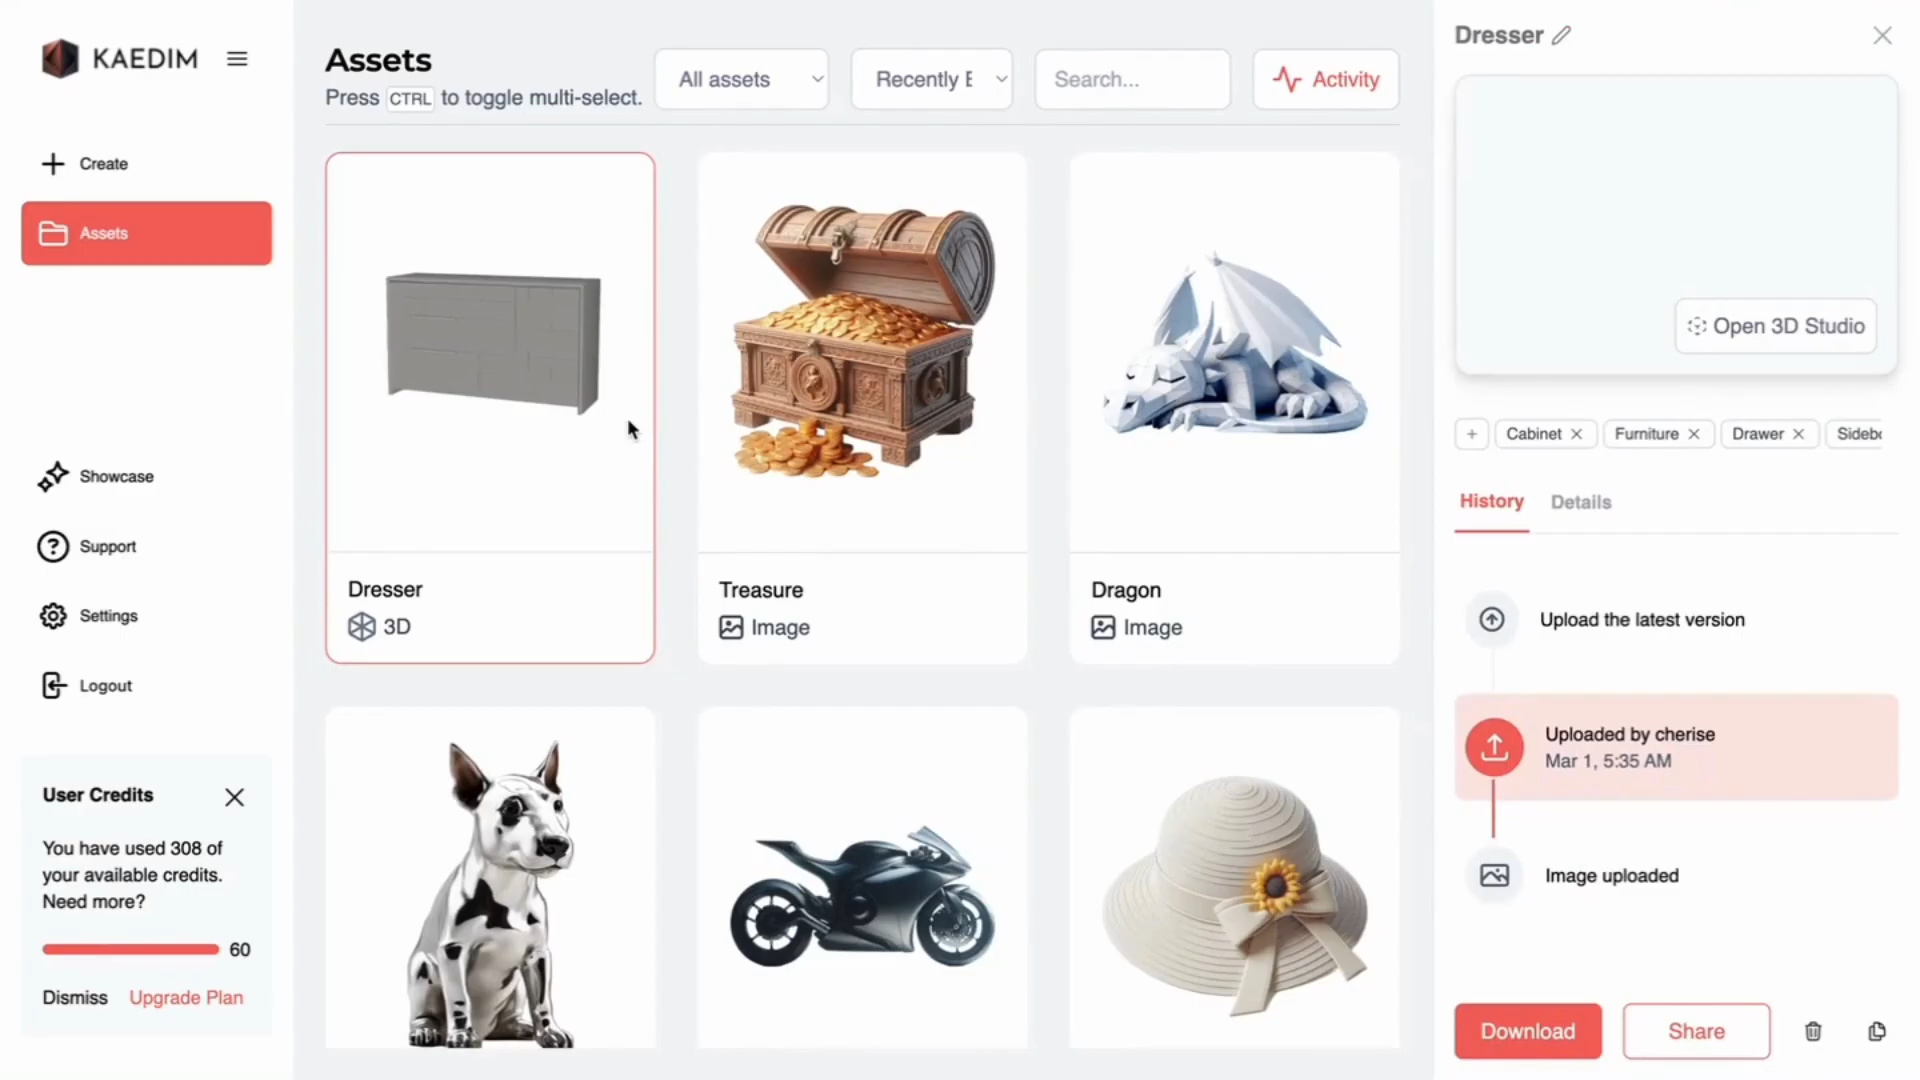 KAEDIM
Create
Assets
Showcase
Support
Settings
Logout
User Credits
You have used 308 of
your available credits.
Need more?
60
Dismiss
Upgrade Plan
Assets
Press CTRL to toggle multi-select.
All assets
Recently E
Search...
Activity
Dresser
3D
Treasure
Image
Dragon
Image
Dresser
Open 3D Studio
Cabinet
Furniture
Drawer
Sidebo
History
Details
Upload the latest version
Uploaded by cherise
Mar 1, 5:35 AM
Image uploaded
Download
Share